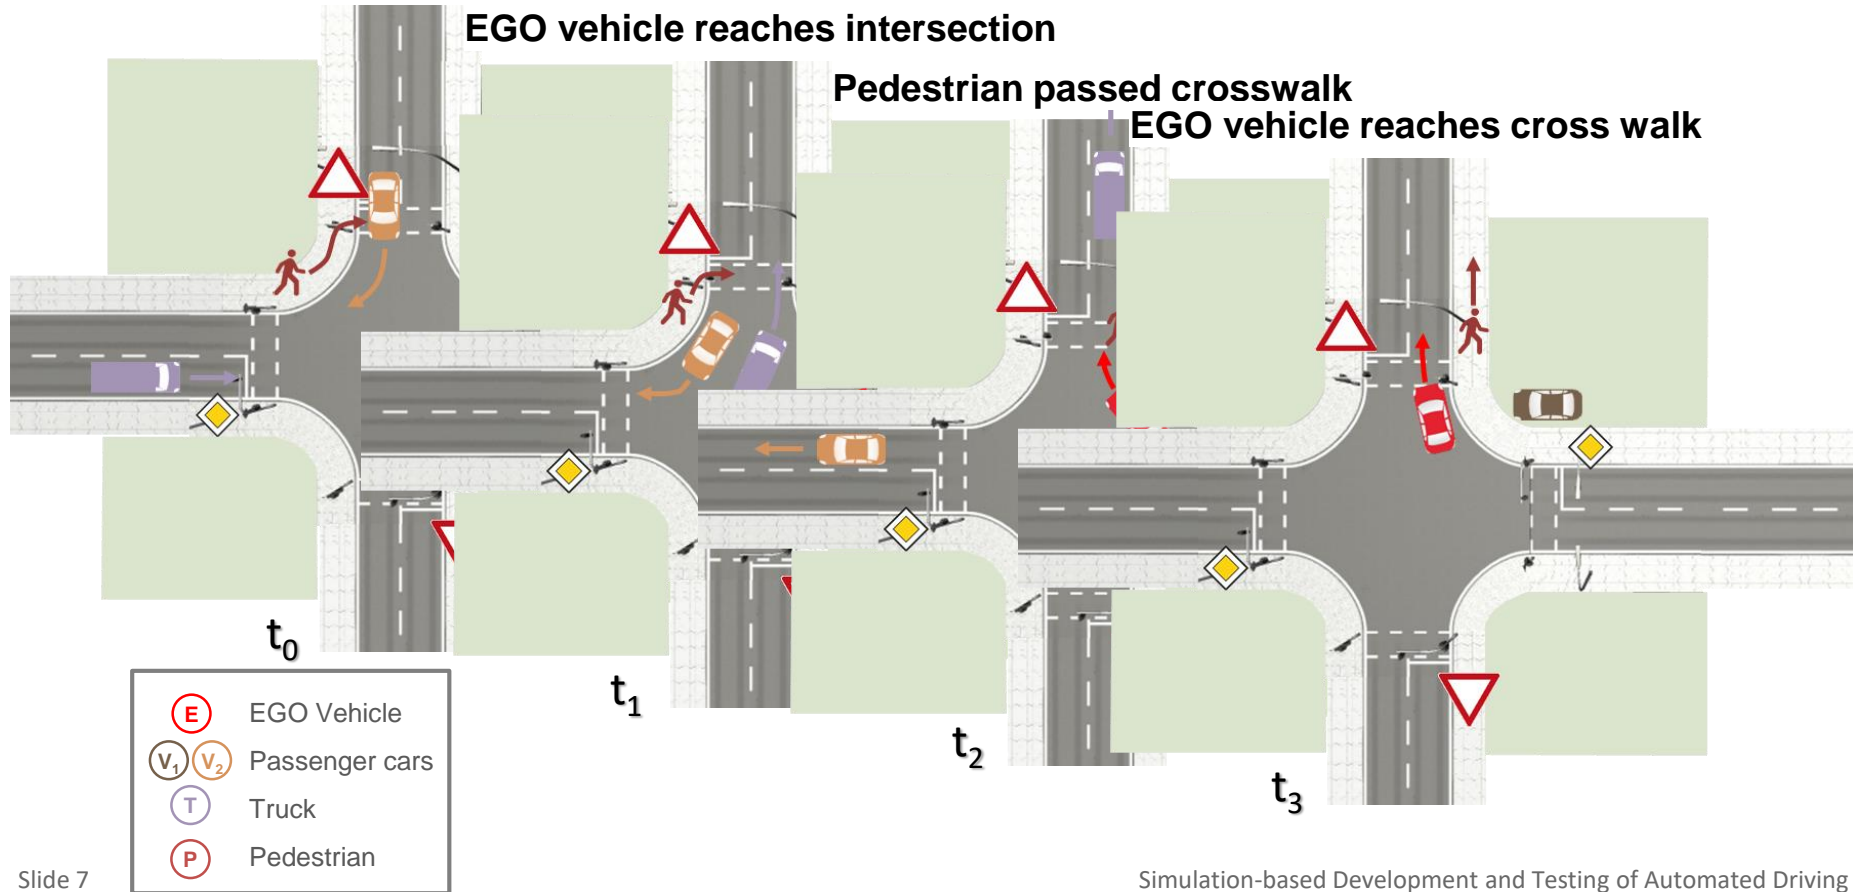 EGO vehicle reaches intersection
Pedestrian passed crosswalk
EGO vehicle reaches cross walk
t0
t1
t2
t3
E EGO Vehicle
V1 V2 Passenger cars
T Truck
P Pedestrian
Slide 7
Simulation-based Development and Testing of Automated Driving